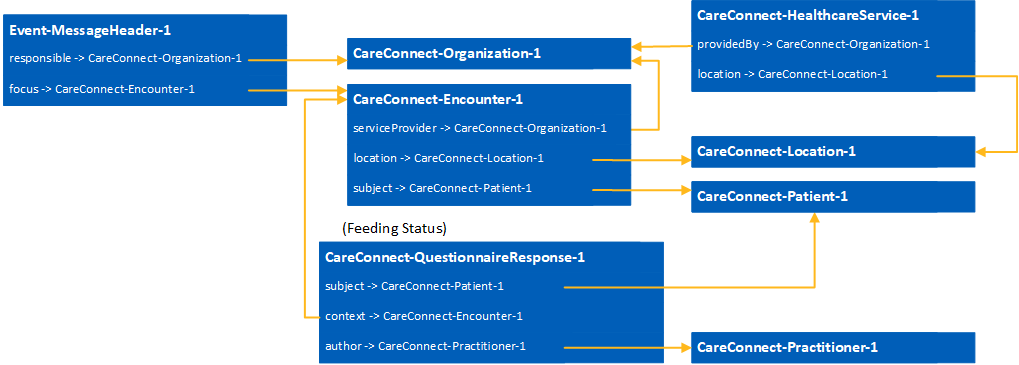 Event-MessageHeader-1
responsible -> CareConnect-Organization-1
focus -> CareConnect-Encounter-1
CareConnect-Organization-1
CareConnect-Encounter-1
serviceProvider -> CareConnect-Organization-1
location -> CareConnect-Location-1
subject -> CareConnect-Patient-1
CareConnect-HealthcareService-1
providedBy -> CareConnect-Organization-1
location -> CareConnect-Location-1
CareConnect-Location-1
CareConnect-Patient-1
(Feeding Status)
CareConnect-QuestionnaireResponse-1
subject -> CareConnect-Patient-1
context -> CareConnect-Encounter-1
author -> CareConnect-Practitioner-1
CareConnect-Practitioner-1